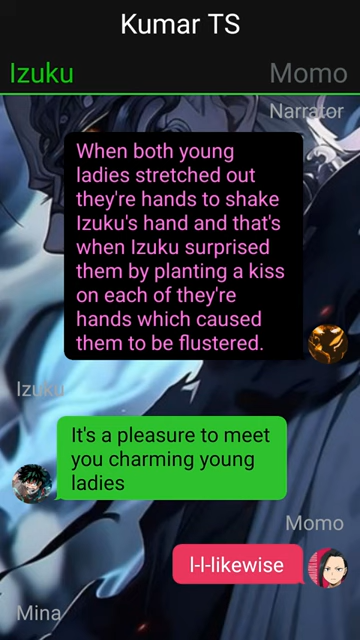 Kumar TS
Izuku Momo
Narrator
When both young
ladies stretched out
they're hands to shake
Izuku's hand and that's
when Izuku surprised
them by planting a kiss
on each of they're
hands which caused
them to be flustered.
Izuku
It's a pleasure to meet
you charming young
ladies
Momo
I-I-likewise
Mina